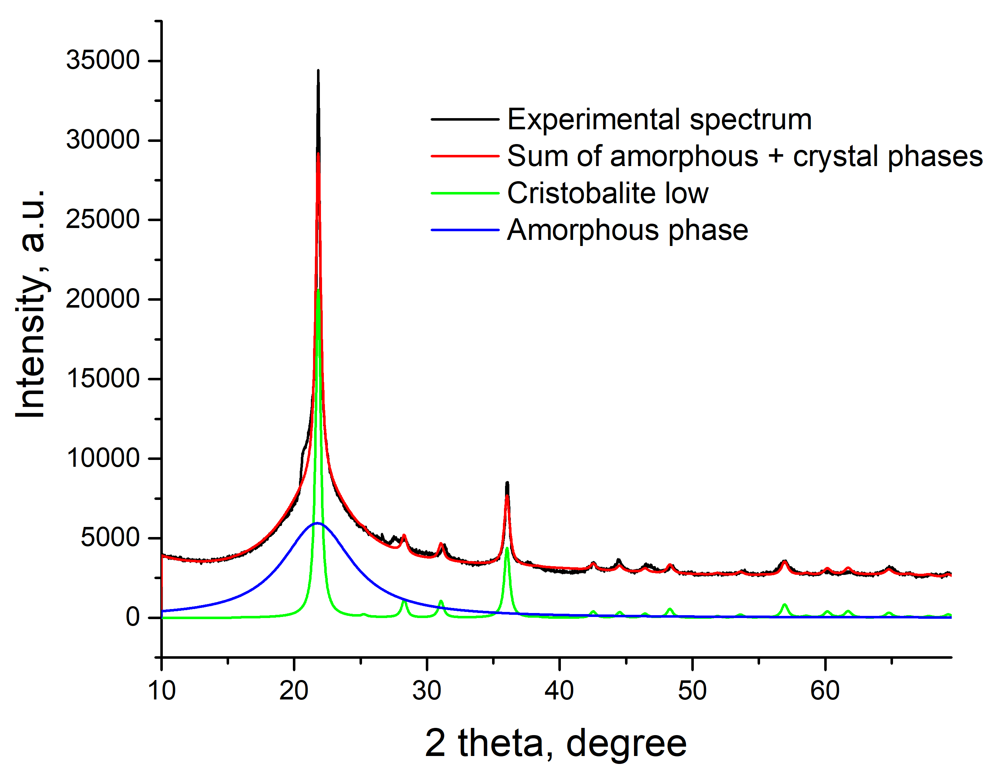 35000
30000
25000
20000
15000
10000
5000
0
Intensity, a.u.
Experimental spectrum
Sum of amorphous + crystal phases
Cristobalite low
Amorphous phase
10 20 30 40 50 60
2 theta, degree